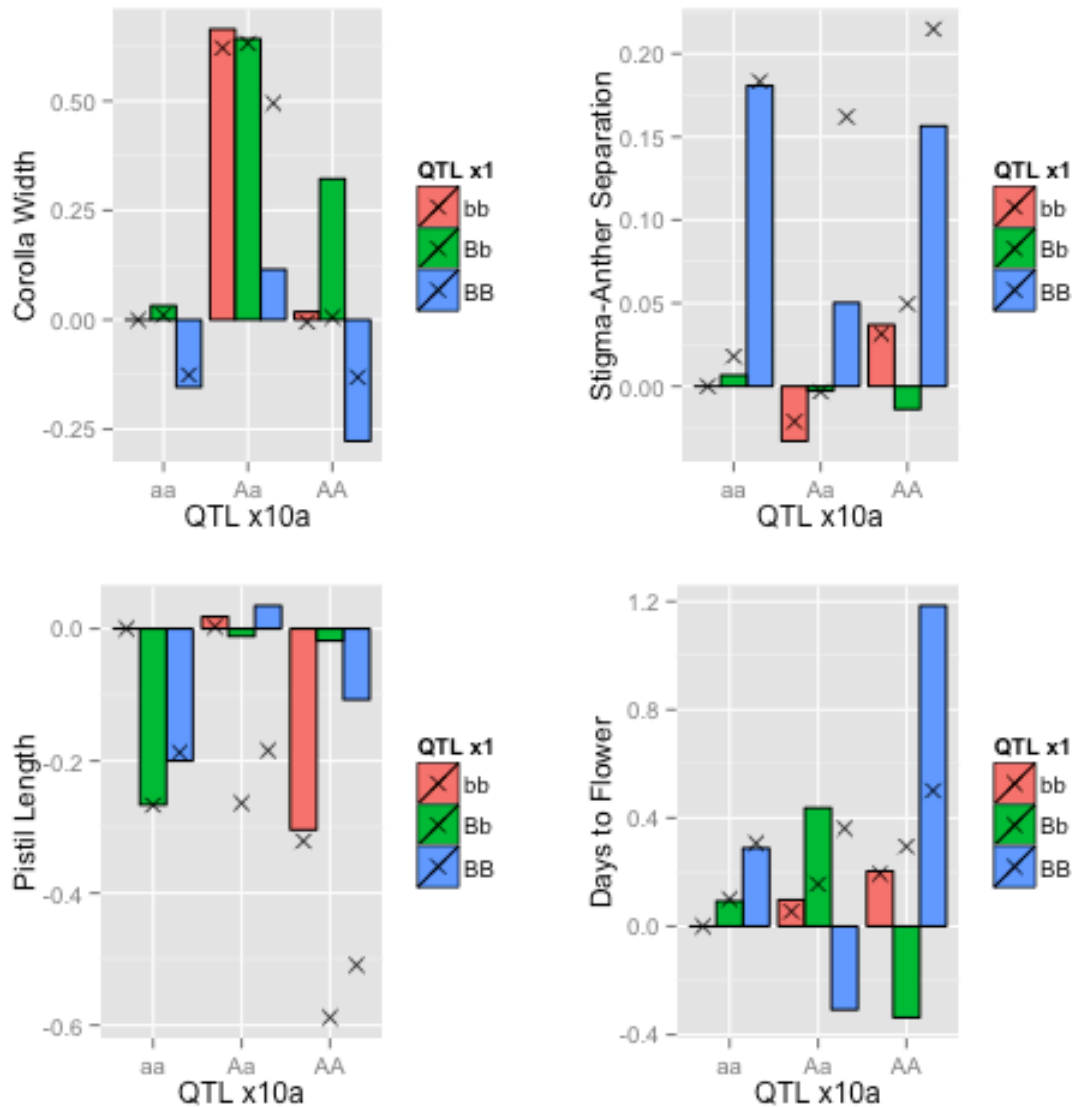 Corolla Width
0.50
0.25
0.00
-0.25
aa Aa AA
QTL x10a
QTL x1
bb
Bb
BB
Stigma-Anther Separation
0.20
0.15
0.10
0.05
0.00
aa Aa AA
QTL x10a
QTL x1
bb
Bb
BB
Pistil Length
0.0
-0.2
-0.4
-0.6
aa Aa AA
QTL x10a
QTL x1
bb
Bb
BB
Days to Flower
1.2
0.8
0.4
0.0
-0.4
aa Aa AA
QTL x10a
QTL x1
bb
Bb
BB